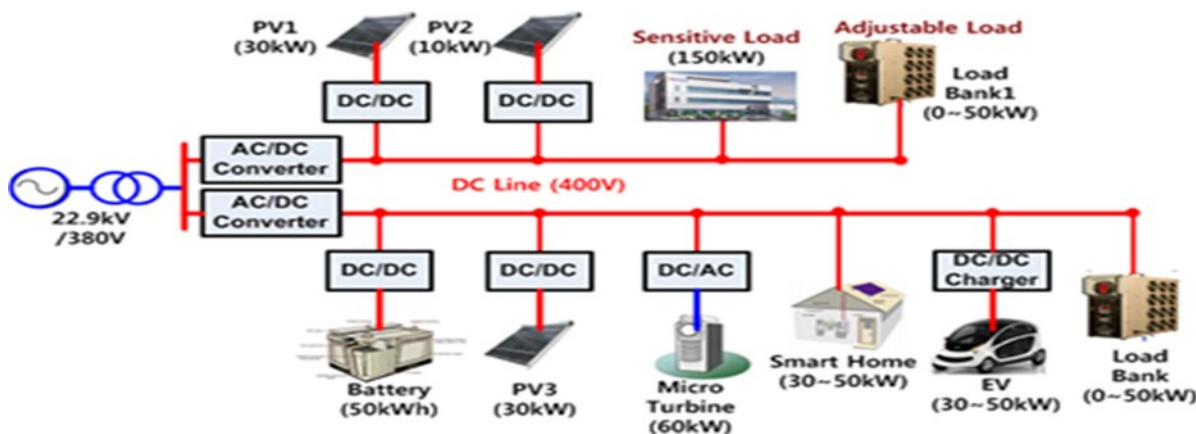 PV1
(30kW)
PV2
(10kW)
Sensitive Load
(150kW)
Adjustable Load
Load
Bank1
(0~50kW)
DC/DC
DC/DC
AC/DC
Converter
DC Line (400V)
AC/DC
Converter
22.9kV
/380V
DC/DC
DC/DC
DC/AC
DC/DC
Charger
Battery
(50kWh)
PV3
(30kW)
Micro
Turbine
(60kW)
Smart Home
(30~50kW)
EV
(30~50kW)
Load
Bank
(0~50kW)